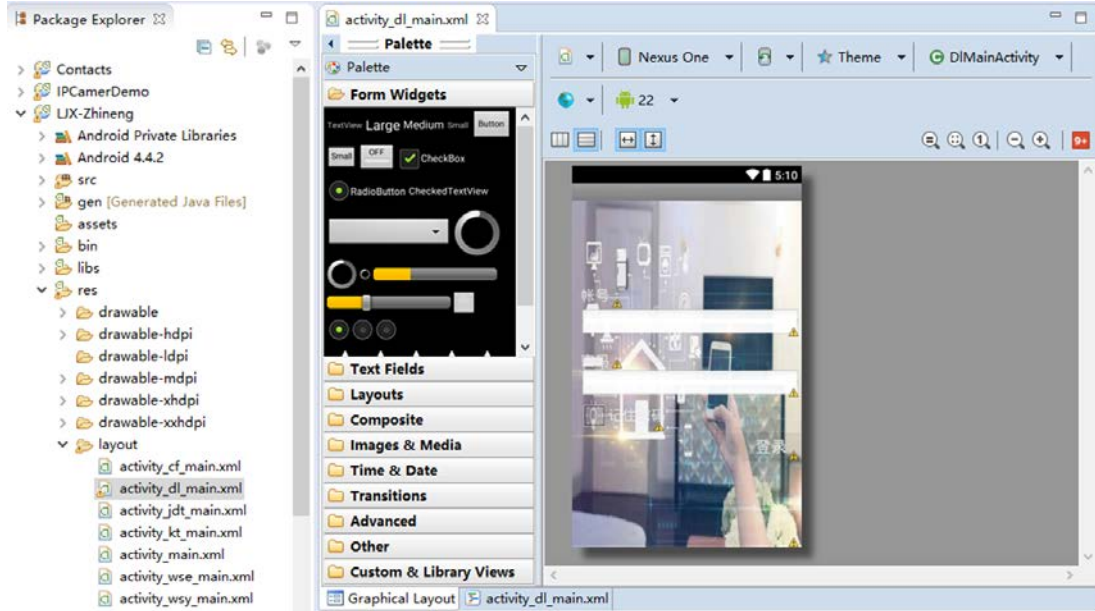 Package Explorer
Contacts
IPCamerDemo
LJX-Zhineng
Android Private Libraries
Android 4.4.2
src
gen [Generated Java Files]
assets
bin
libs
res
drawable
drawable-hdpi
drawable-ldpi
drawable-mdpi
drawable-xhdpi
drawable-xxhdpi
layout
activity_cf_main.xml
activity_dl_main.xml
activity_jdt_main.xml
activity_kt_main.xml
activity_main.xml
activity_wse_main.xml
activity_wsy_main.xml
activity_dl_main.xml
Palette
Palette
Form Widgets
TextView Large Medium Small Button
Small OFF CheckBox
RadioButton CheckedTextView
Text Fields
Layouts
Composite
Images & Media
Time & Date
Transitions
Advanced
Other
Custom & Library Views
Nexus One Theme DlMainActivity
22
9+
5:10
帐号
登录
Graphical Layout activity_dl_main.xml